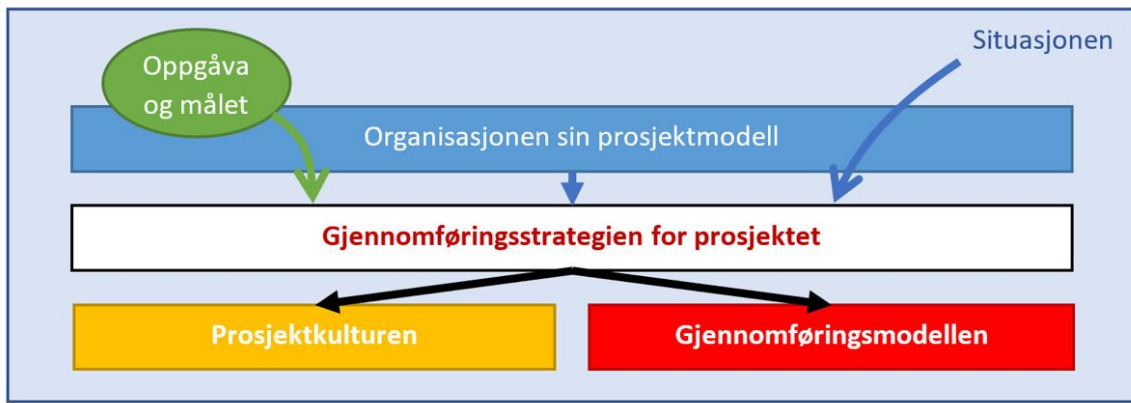 Oppgåva
og målet
Situasjonen
Organisasjonen sin prosjektmodell
Gjennomføringsstrategien for prosjektet
Prosjektkulturen
Gjennomføringsmodellen